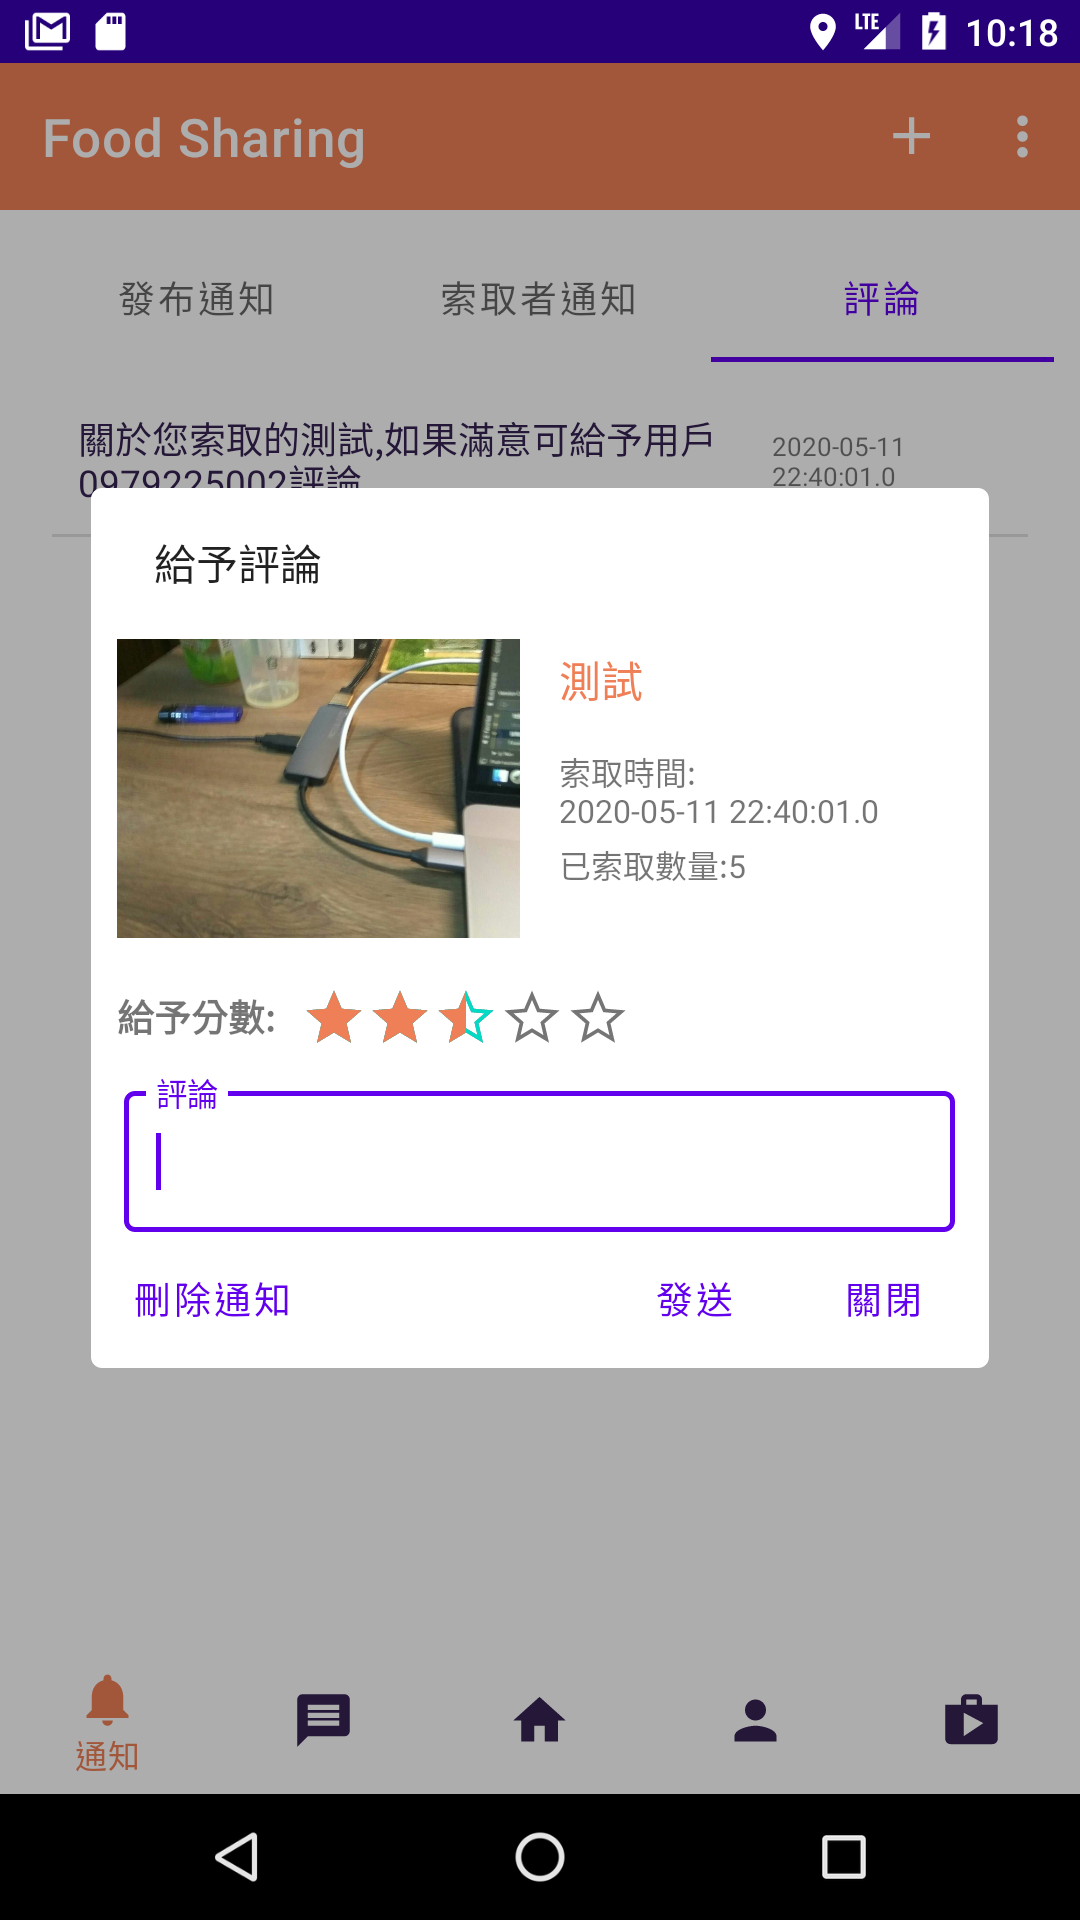 LTE 10:18
Food Sharing
發布通知 索取者通知 評論
關於您索取的測試,如果滿意可給予用戶
0979225002評論
2020-05-11
22:40:01.0
給予評論
測試
索取時間:
2020-05-11 22:40:01.0
已索取數量:5
給予分數:
評論
刪除通知 發送 關閉
通知